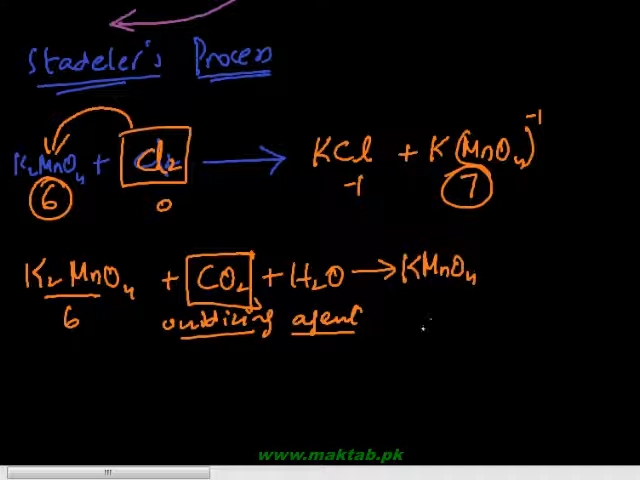 Stadeler's Process
K₂MnO₄ + Cl₂ → KCl + K(MnO₄)⁻¹
6 0 -1 7
K₂MnO₄ + CO₂ + H₂O → KMnO₄
6 oxidizing agent
www.maktab.pk